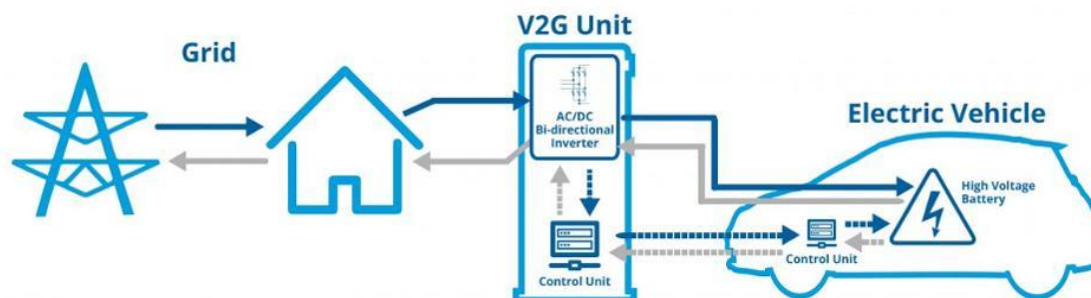 V2G Unit
Grid
AC/DC
Bi-directional
Inverter
Electric Vehicle
High Voltage
Battery
Control Unit
Control Unit